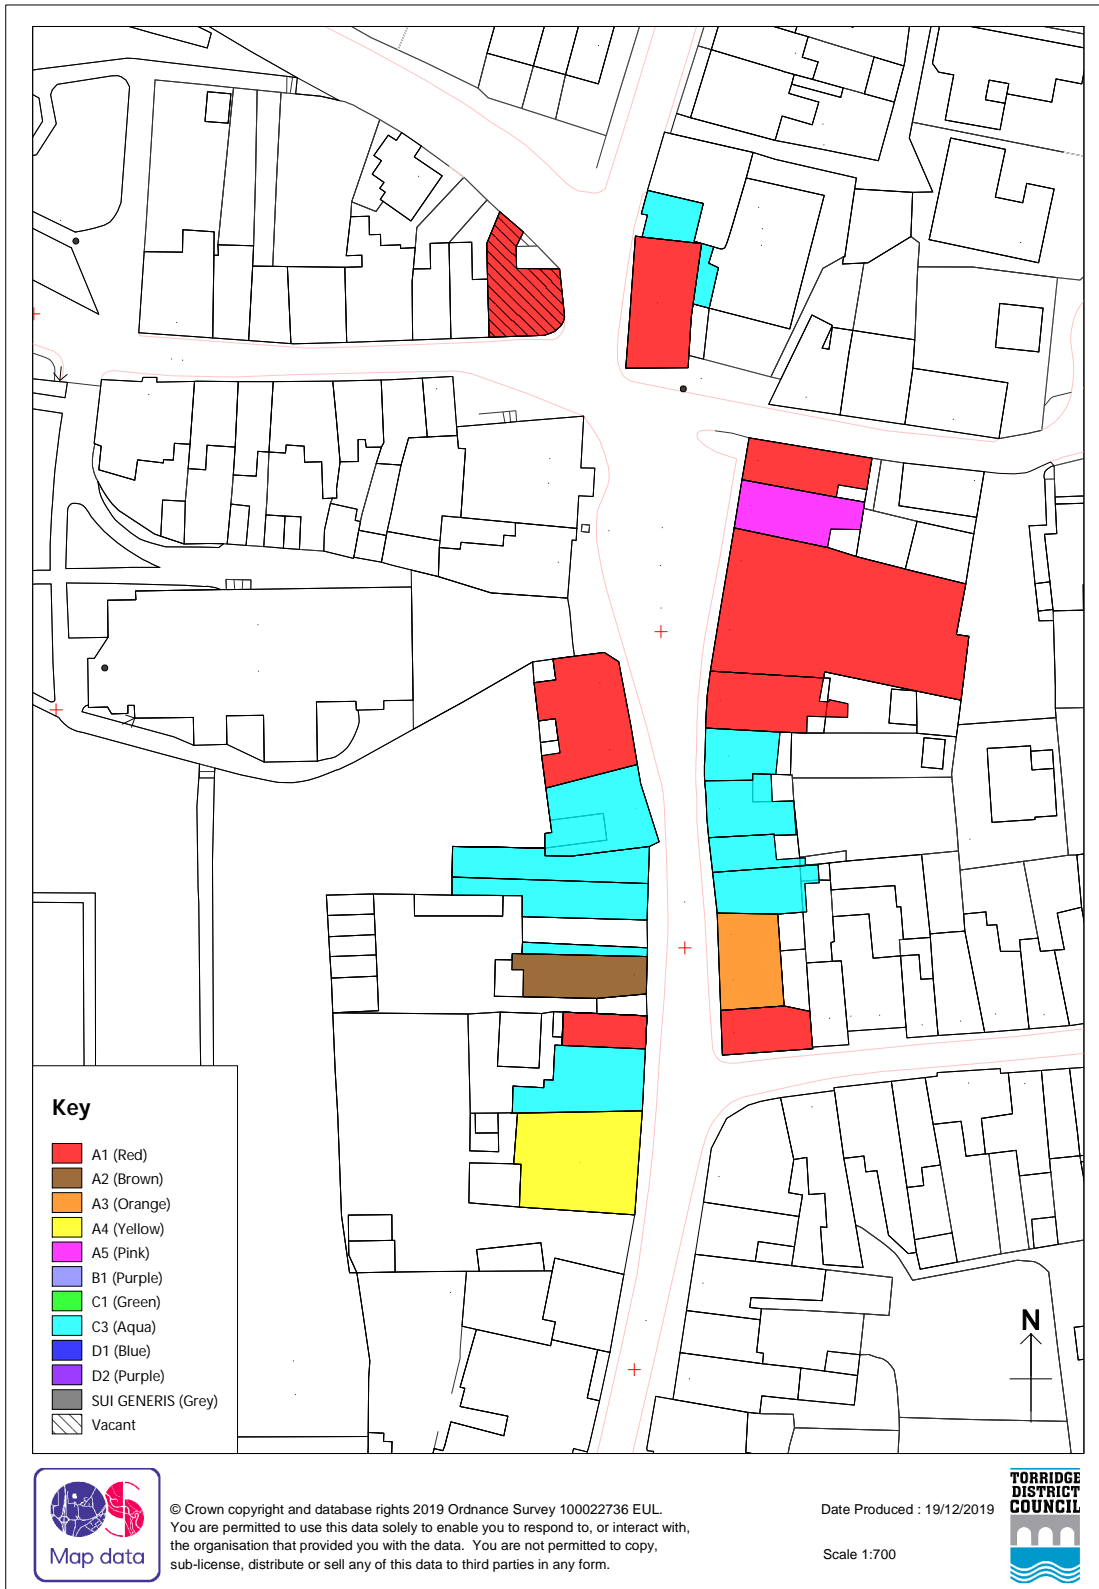 N
Key
A1 (Red)
A2 (Brown)
A3 (Orange)
A4 (Yellow)
A5 (Pink)
B1 (Purple)
C1 (Green)
C3 (Aqua)
D1 (Blue)
D2 (Purple)
SUI GENERIS (Grey)
Vacant
OS
Map data
© Crown copyright and database rights 2019 Ordnance Survey 100022736 EUL.
You are permitted to use this data solely to enable you to respond to, or interact with,
the organisation that provided you with the data. You are not permitted to copy,
sub-license, distribute or sell any of this data to third parties in any form.
Date Produced : 19/12/2019
Scale 1:700
TORRIDGE
DISTRICT
COUNCIL